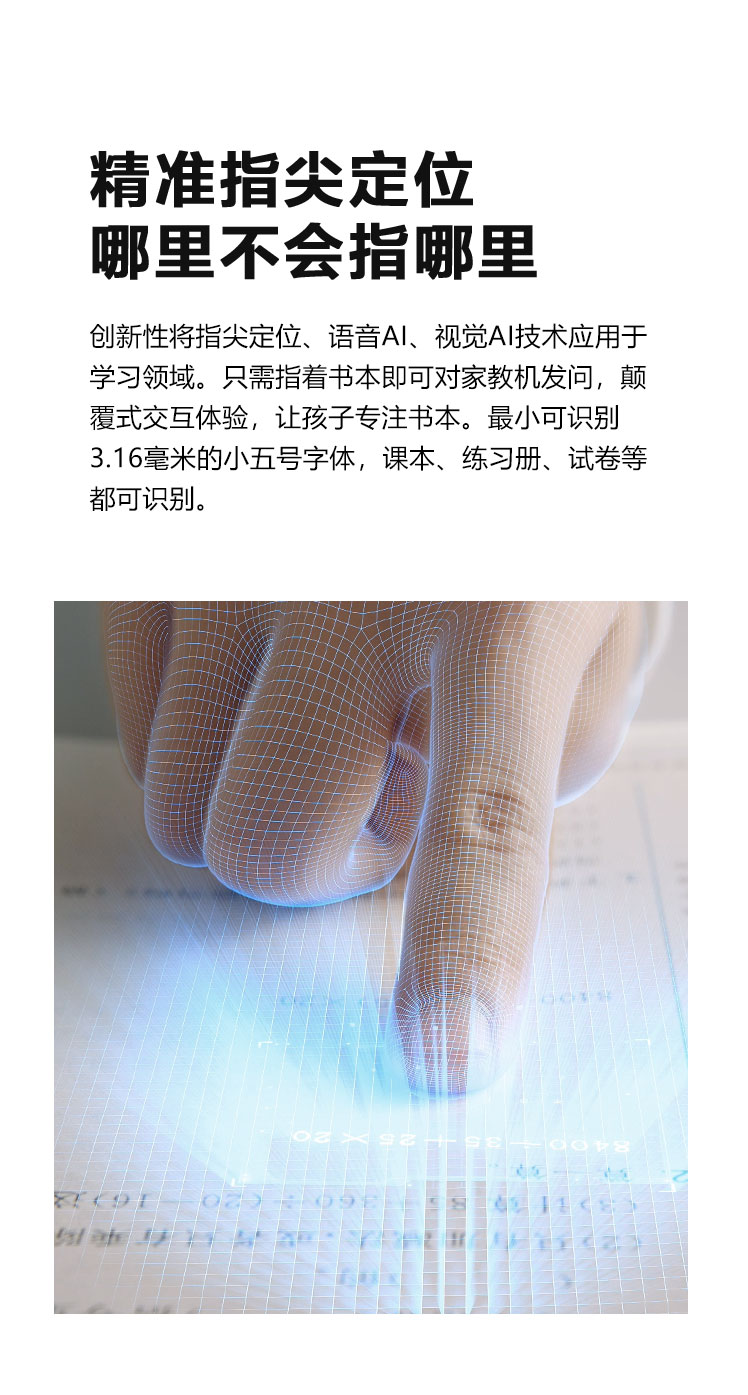 精准指尖定位
哪里不会指哪里
创新性将指尖定位、语音AI、视觉AI技术应用于
学习领域。只需指着书本即可对家教机发问，颠
覆式交互体验，让孩子专注书本。最小可识别
3.16毫米的小五号字体，课本、练习册、试卷等
都可识别。
8400÷35+25×20